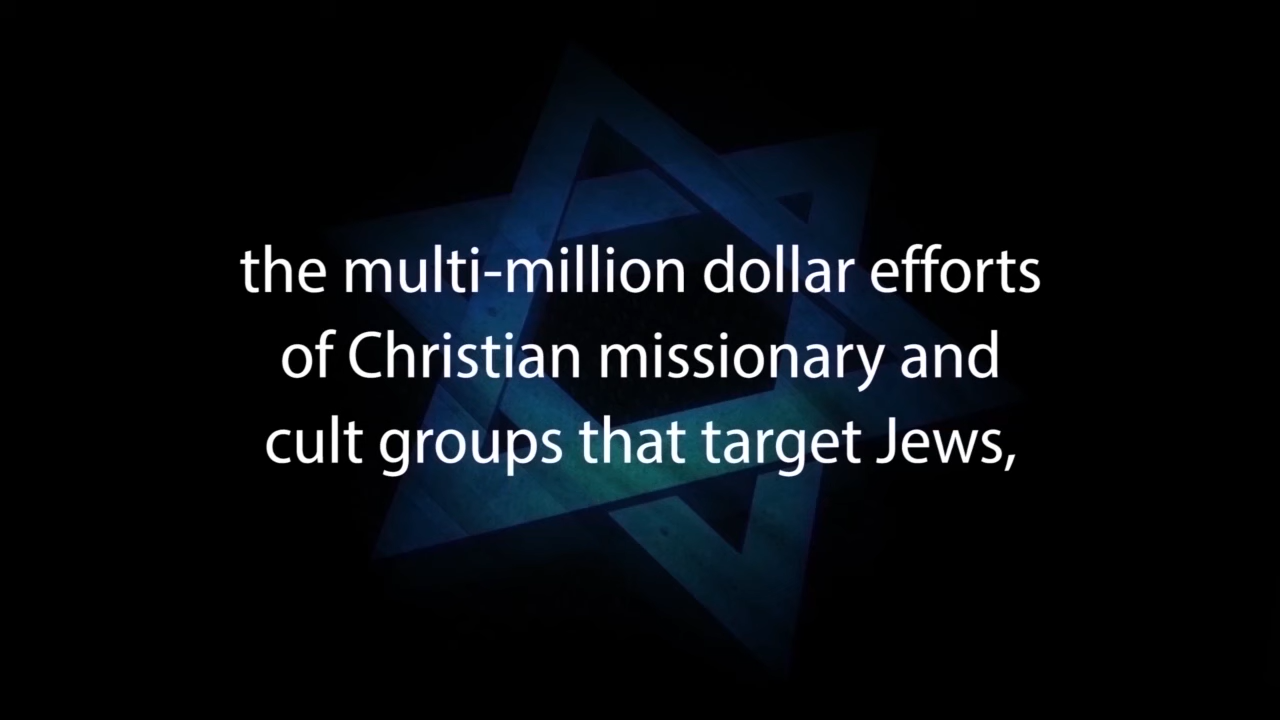 the multi-million dollar efforts
of Christian missionary and
cult groups that target Jews,